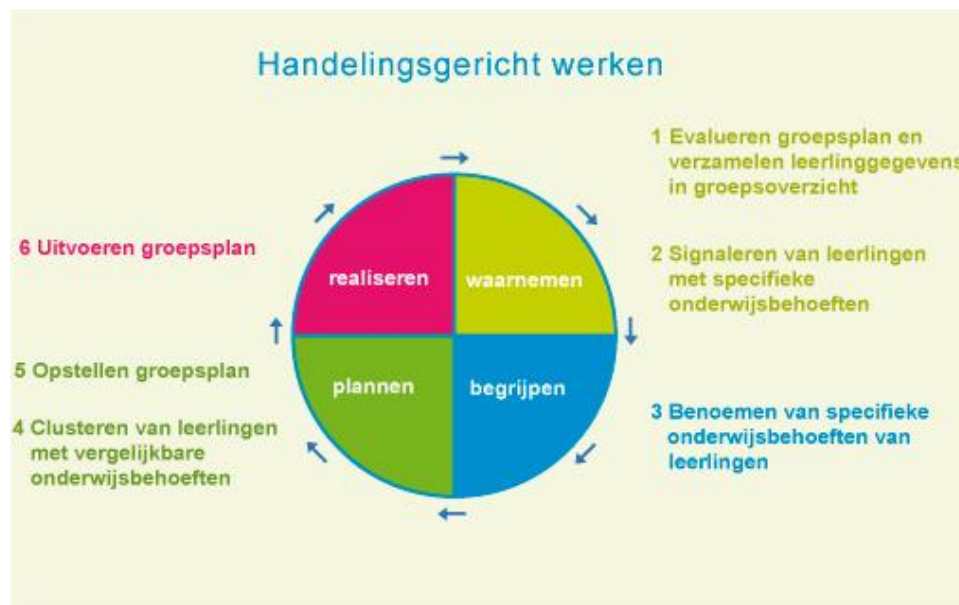 Handelingsgericht werken
1 Evalueren groepsplan en
verzamelen leerlinggegevens
in groepsoverzicht
2 Signaleren van leerlingen
met specifieke
onderwijsbehoeften
3 Benoemen van specifieke
onderwijsbehoeften van
leerlingen
4 Clusteren van leerlingen
met vergelijkbare
onderwijsbehoeften
5 Opstellen groepsplan
6 Uitvoeren groepsplan
realiseren
waarnemen
plannen
begrijpen